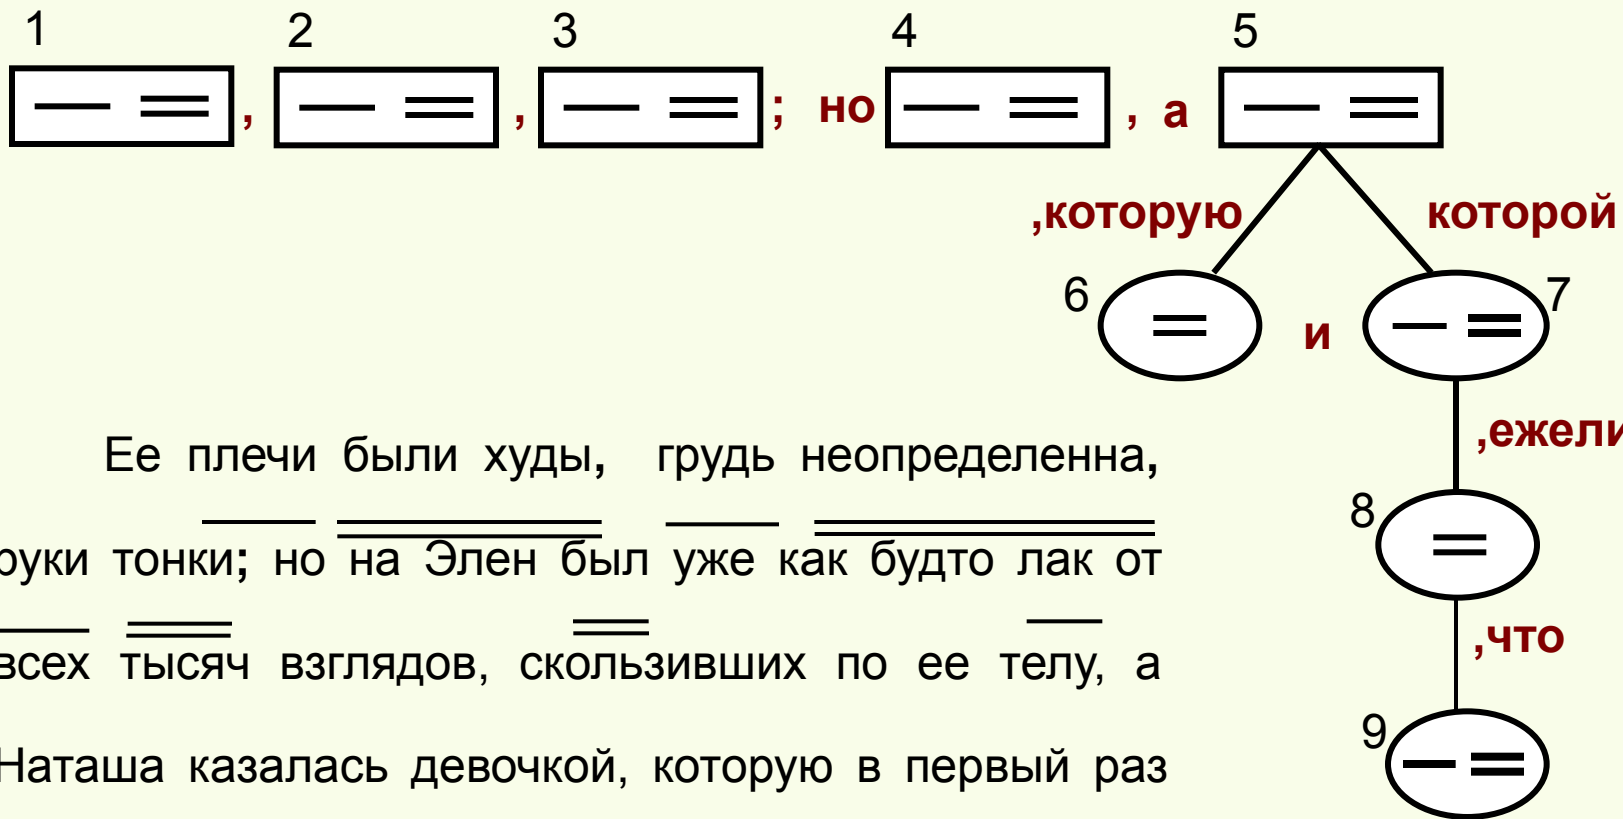 1 2 3 4 5
, , ; но , а
,которую которой
6 и 7
,ежели
8
,что
9
Ее плечи были худы, грудь неопределенна,
руки тонки; но на Элен был уже как будто лак от
всех тысяч взглядов, скользивших по ее телу, а
Наташа казалась девочкой, которую в первый раз